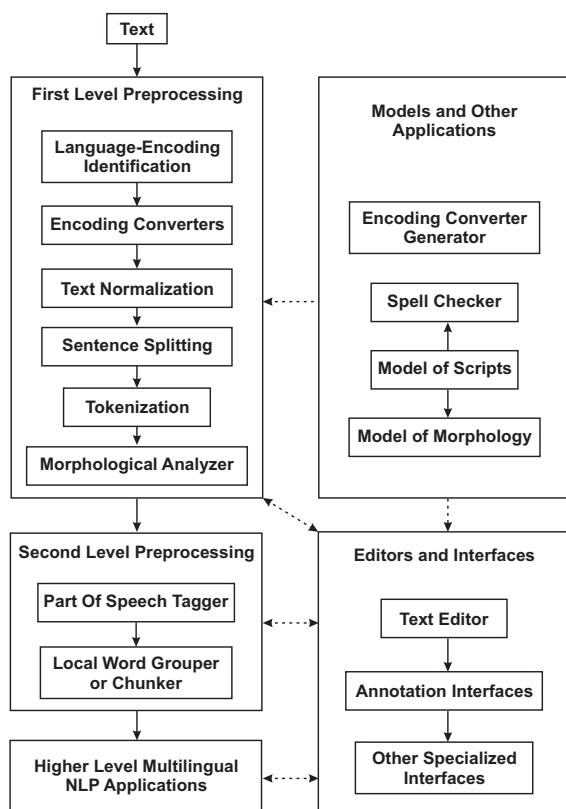 Text
First Level Preprocessing
Language-Encoding
Identification
Encoding Converters
Text Normalization
Sentence Splitting
Tokenization
Morphological Analyzer
Models and Other
Applications
Encoding Converter
Generator
Spell Checker
Model of Scripts
Model of Morphology
Second Level Preprocessing
Part Of Speech Tagger
Local Word Grouper
or Chunker
Editors and Interfaces
Text Editor
Annotation Interfaces
Other Specialized
Interfaces
Higher Level Multilingual
NLP Applications